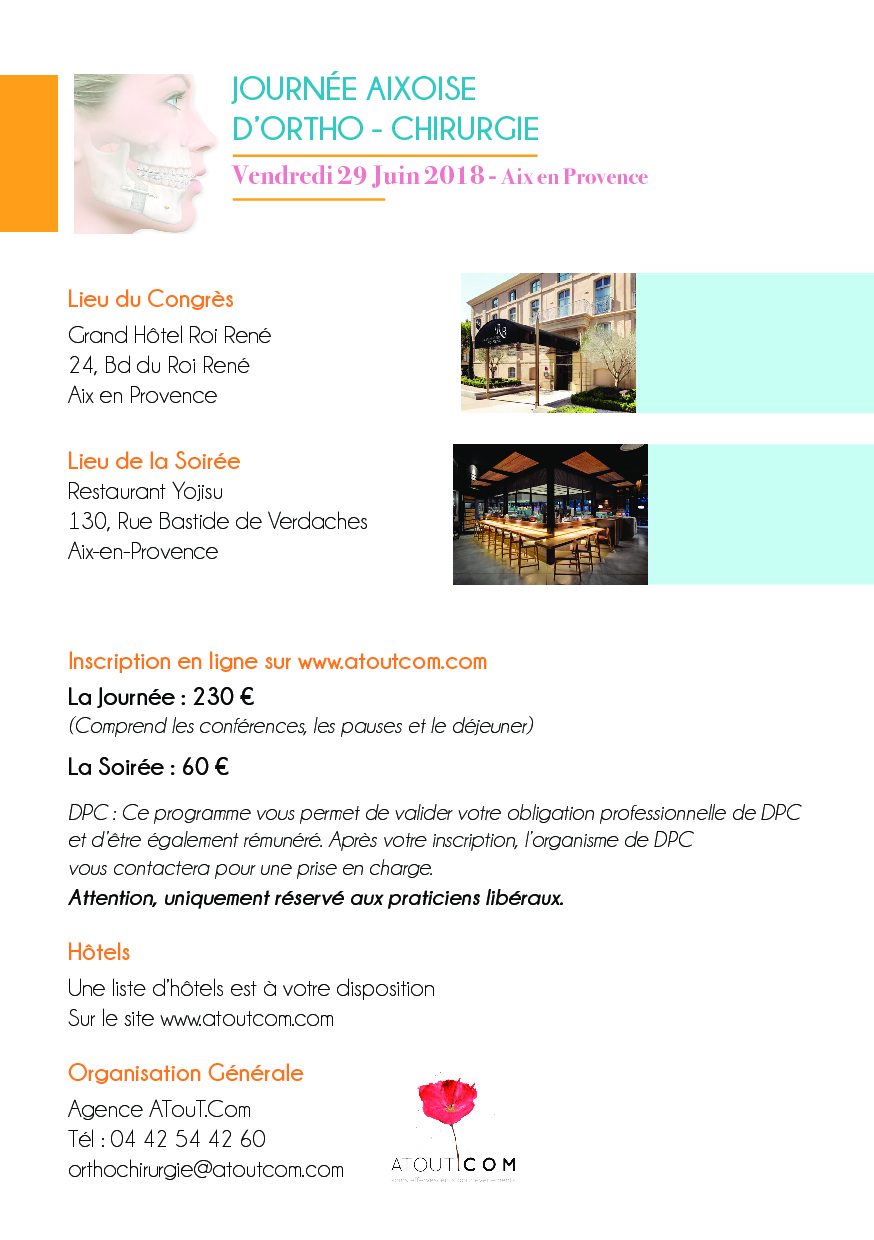 JOURNÉE AIXOISE
D'ORTHO - CHIRURGIE
Vendredi 29 Juin 2018 - Aix en Provence
Lieu du Congrès
Grand Hôtel Roi René
24, Bd du Roi René
Aix en Provence
Lieu de la Soirée
Restaurant Yojisu
130, Rue Bastide de Verdaches
Aix-en-Provence
Inscription en ligne sur www.atoutcom.com
La Journée : 230 €
(Comprend les conférences, les pauses et le déjeuner)
La Soirée : 60 €
DPC : Ce programme vous permet de valider votre obligation professionnelle de DPC
et d'être également rémunéré. Après votre inscription, l'organisme de DPC
vous contactera pour une prise en charge.
Attention, uniquement réservé aux praticiens libéraux.
Hôtels
Une liste d'hôtels est à votre disposition
Sur le site www.atoutcom.com
Organisation Générale
Agence ATouT.Com
Tél : 04 42 54 42 60
orthochirurgie@atoutcom.com
ATOUT COM